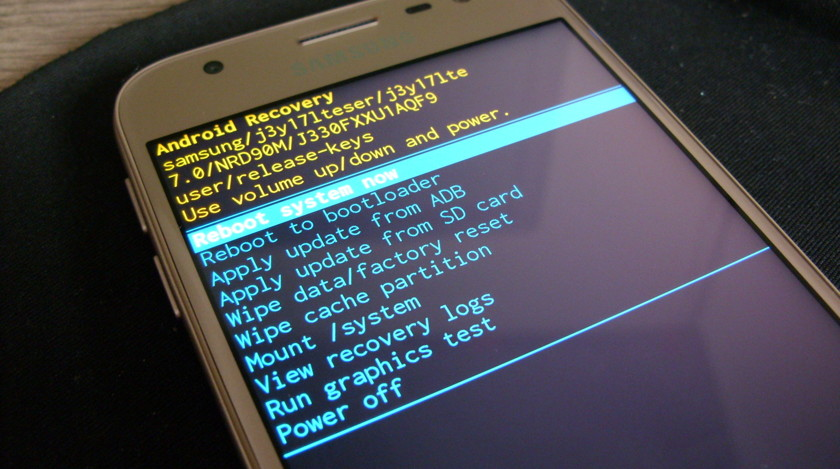 SAMSUNG
Android Recovery
samsung/j3y17lteser/j3y17lte
7.0/NRD90M/J330FXXU1AQF9
user/release-keys
Use volume up/down and power.
Reboot system now
Reboot to bootloader
Apply update from ADB
Apply update from SD card
Wipe data/factory reset
Wipe cache partition
Mount /system
View recovery logs
Run graphics test
Power off